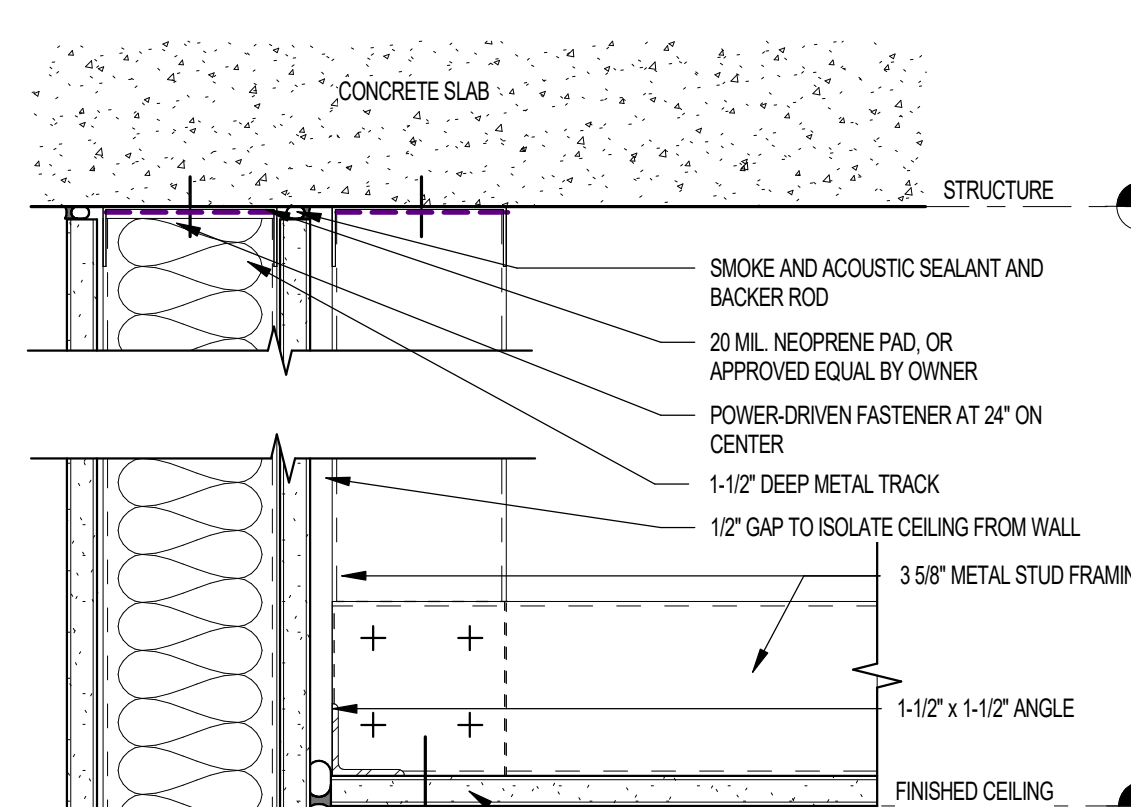 CONCRETE SLAB
STRUCTURE
SMOKE AND ACOUSTIC SEALANT AND
BACKER ROD
20 MIL. NEOPRENE PAD, OR
APPROVED EQUAL BY OWNER
POWER-DRIVEN FASTENER AT 24" ON
CENTER
1-1/2" DEEP METAL TRACK
1/2" GAP TO ISOLATE CEILING FROM WALL
3 5/8" METAL STUD FRAMIN
1-1/2" x 1-1/2" ANGLE
FINISHED CEILING